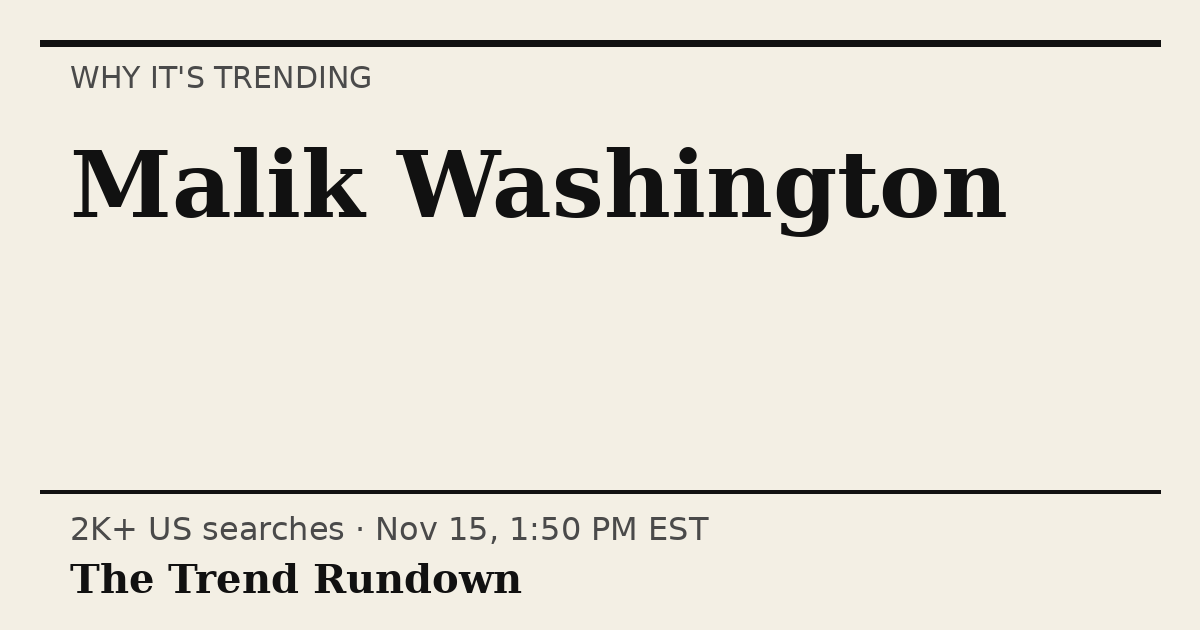 WHY IT'S TRENDING
Malik Washington
2K+ US searches · Nov 15, 1:50 PM EST
The Trend Rundown